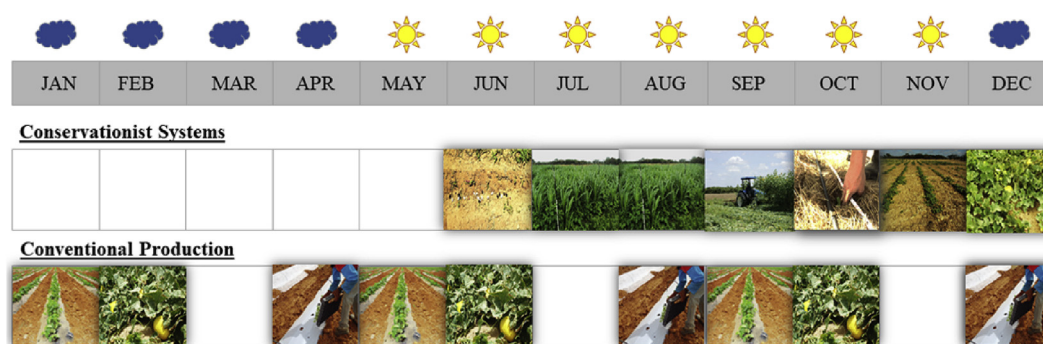 JAN FEB MAR APR MAY JUN JUL AUG SEP OCT NOV DEC
Conservationist Systems
Conventional Production